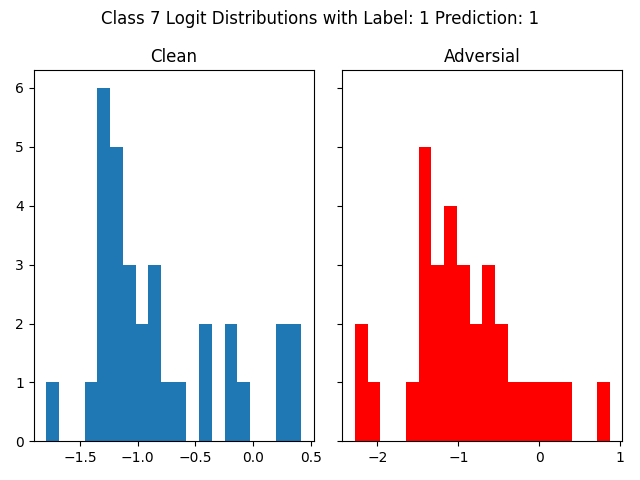 Class 7 Logit Distributions with Label: 1 Prediction: 1
Clean
Adversial
6
5
4
3
2
1
0
−1.5 −1.0 −0.5 0.0 0.5
−2 −1 0 1